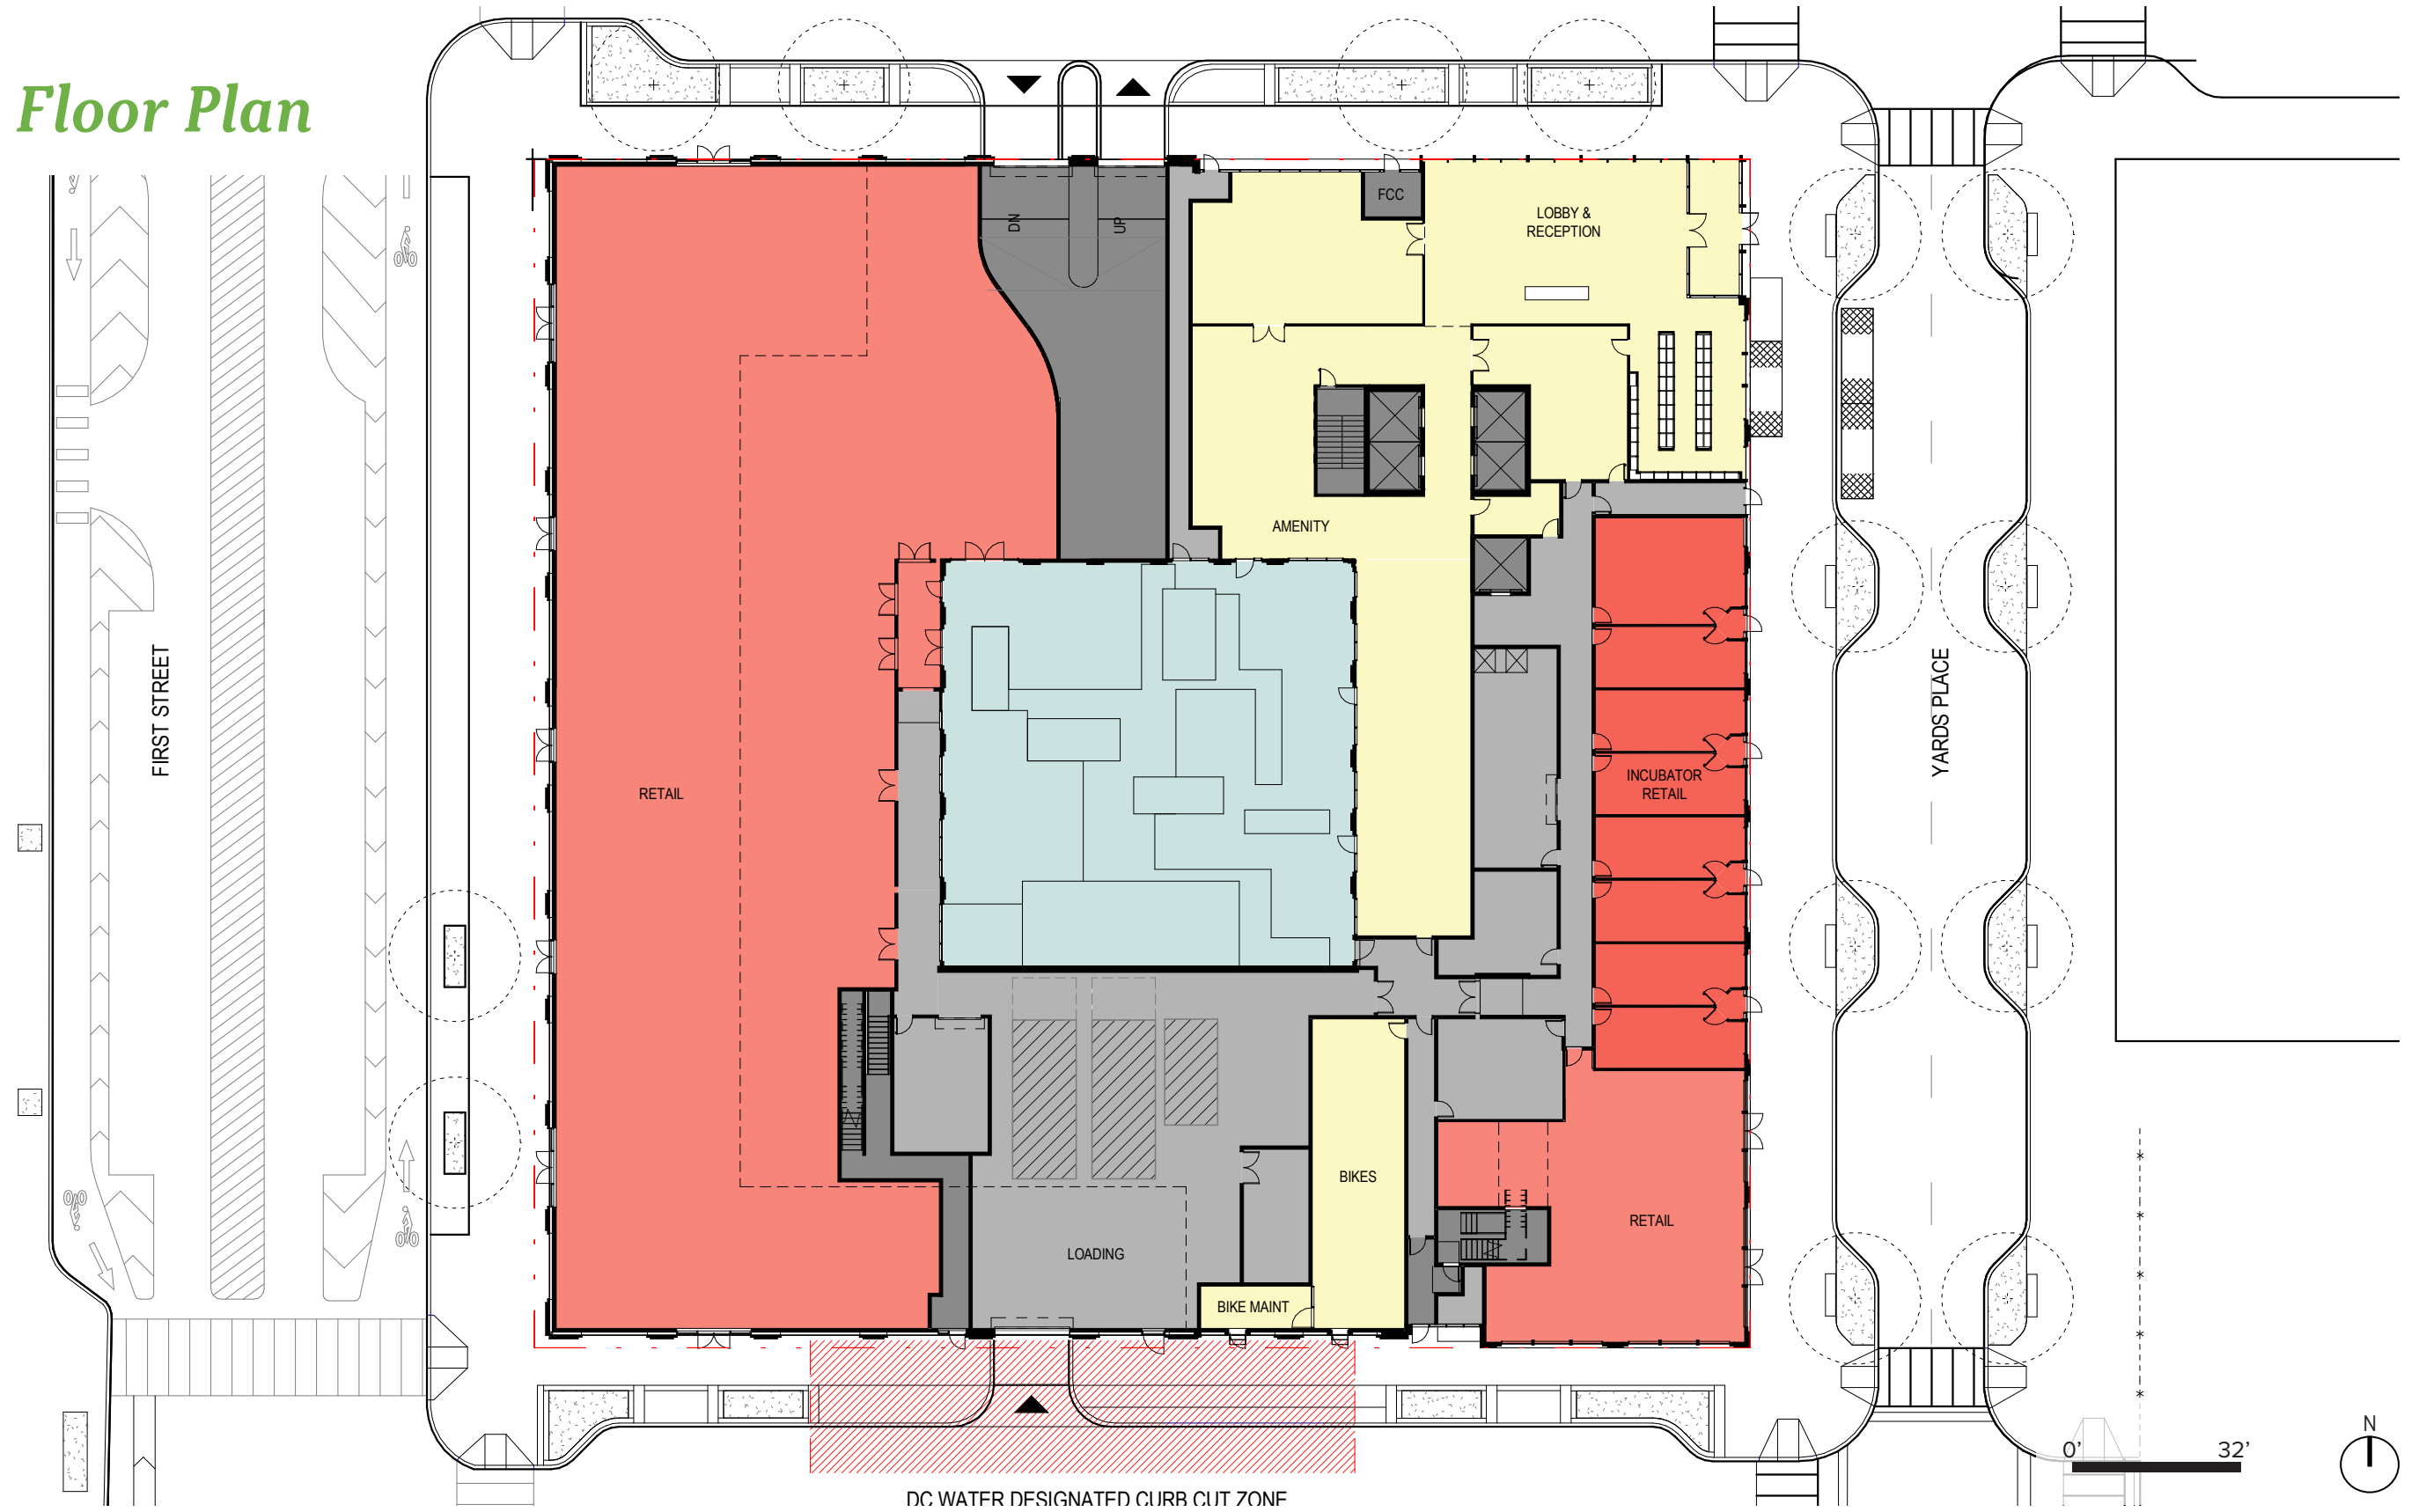 Floor Plan
DN
UP
FCC
LOBBY &
RECEPTION
AMENITY
FIRST STREET
YARDS PLACE
RETAIL
INCUBATOR
RETAIL
BIKES
RETAIL
LOADING
BIKE MAINT
N
0'
32'
DC WATER DESIGNATED CURB CUT ZONE